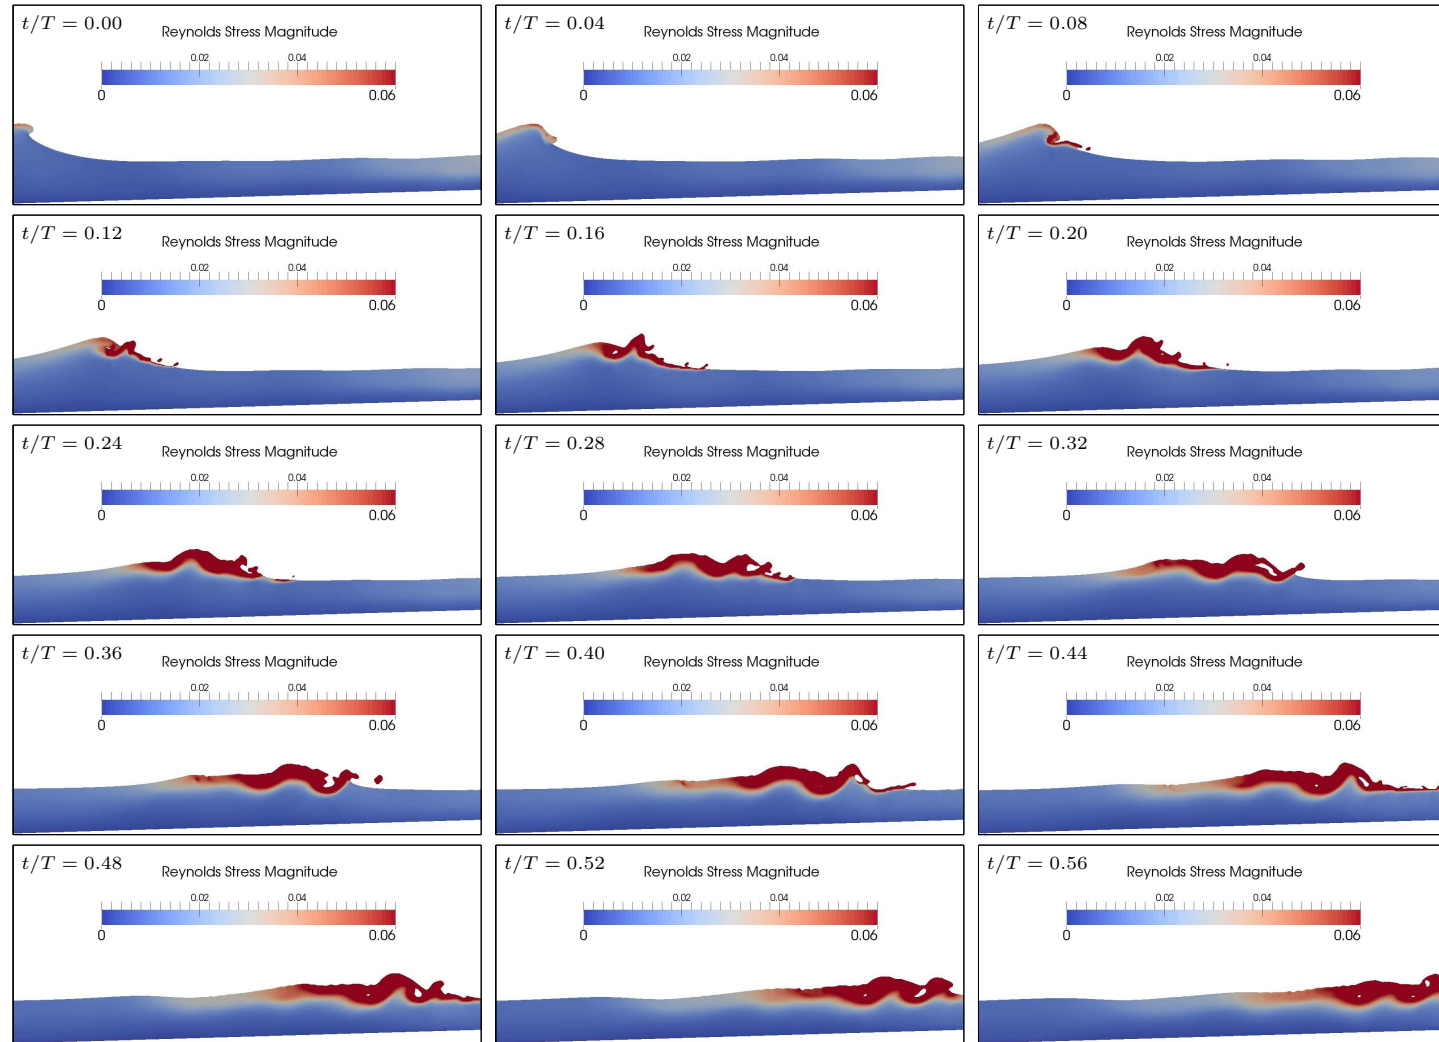 t/T = 0.00
Reynolds Stress Magnitude
0.02 0.04
0 0.06
t/T = 0.04
Reynolds Stress Magnitude
0.02 0.04
0 0.06
t/T = 0.08
Reynolds Stress Magnitude
0.02 0.04
0 0.06
t/T = 0.12
Reynolds Stress Magnitude
0.02 0.04
0 0.06
t/T = 0.16
Reynolds Stress Magnitude
0.02 0.04
0 0.06
t/T = 0.20
Reynolds Stress Magnitude
0.02 0.04
0 0.06
t/T = 0.24
Reynolds Stress Magnitude
0.02 0.04
0 0.06
t/T = 0.28
Reynolds Stress Magnitude
0.02 0.04
0 0.06
t/T = 0.32
Reynolds Stress Magnitude
0.02 0.04
0 0.06
t/T = 0.36
Reynolds Stress Magnitude
0.02 0.04
0 0.06
t/T = 0.40
Reynolds Stress Magnitude
0.02 0.04
0 0.06
t/T = 0.44
Reynolds Stress Magnitude
0.02 0.04
0 0.06
t/T = 0.48
Reynolds Stress Magnitude
0.02 0.04
0 0.06
t/T = 0.52
Reynolds Stress Magnitude
0.02 0.04
0 0.06
t/T = 0.56
Reynolds Stress Magnitude
0.02 0.04
0 0.06